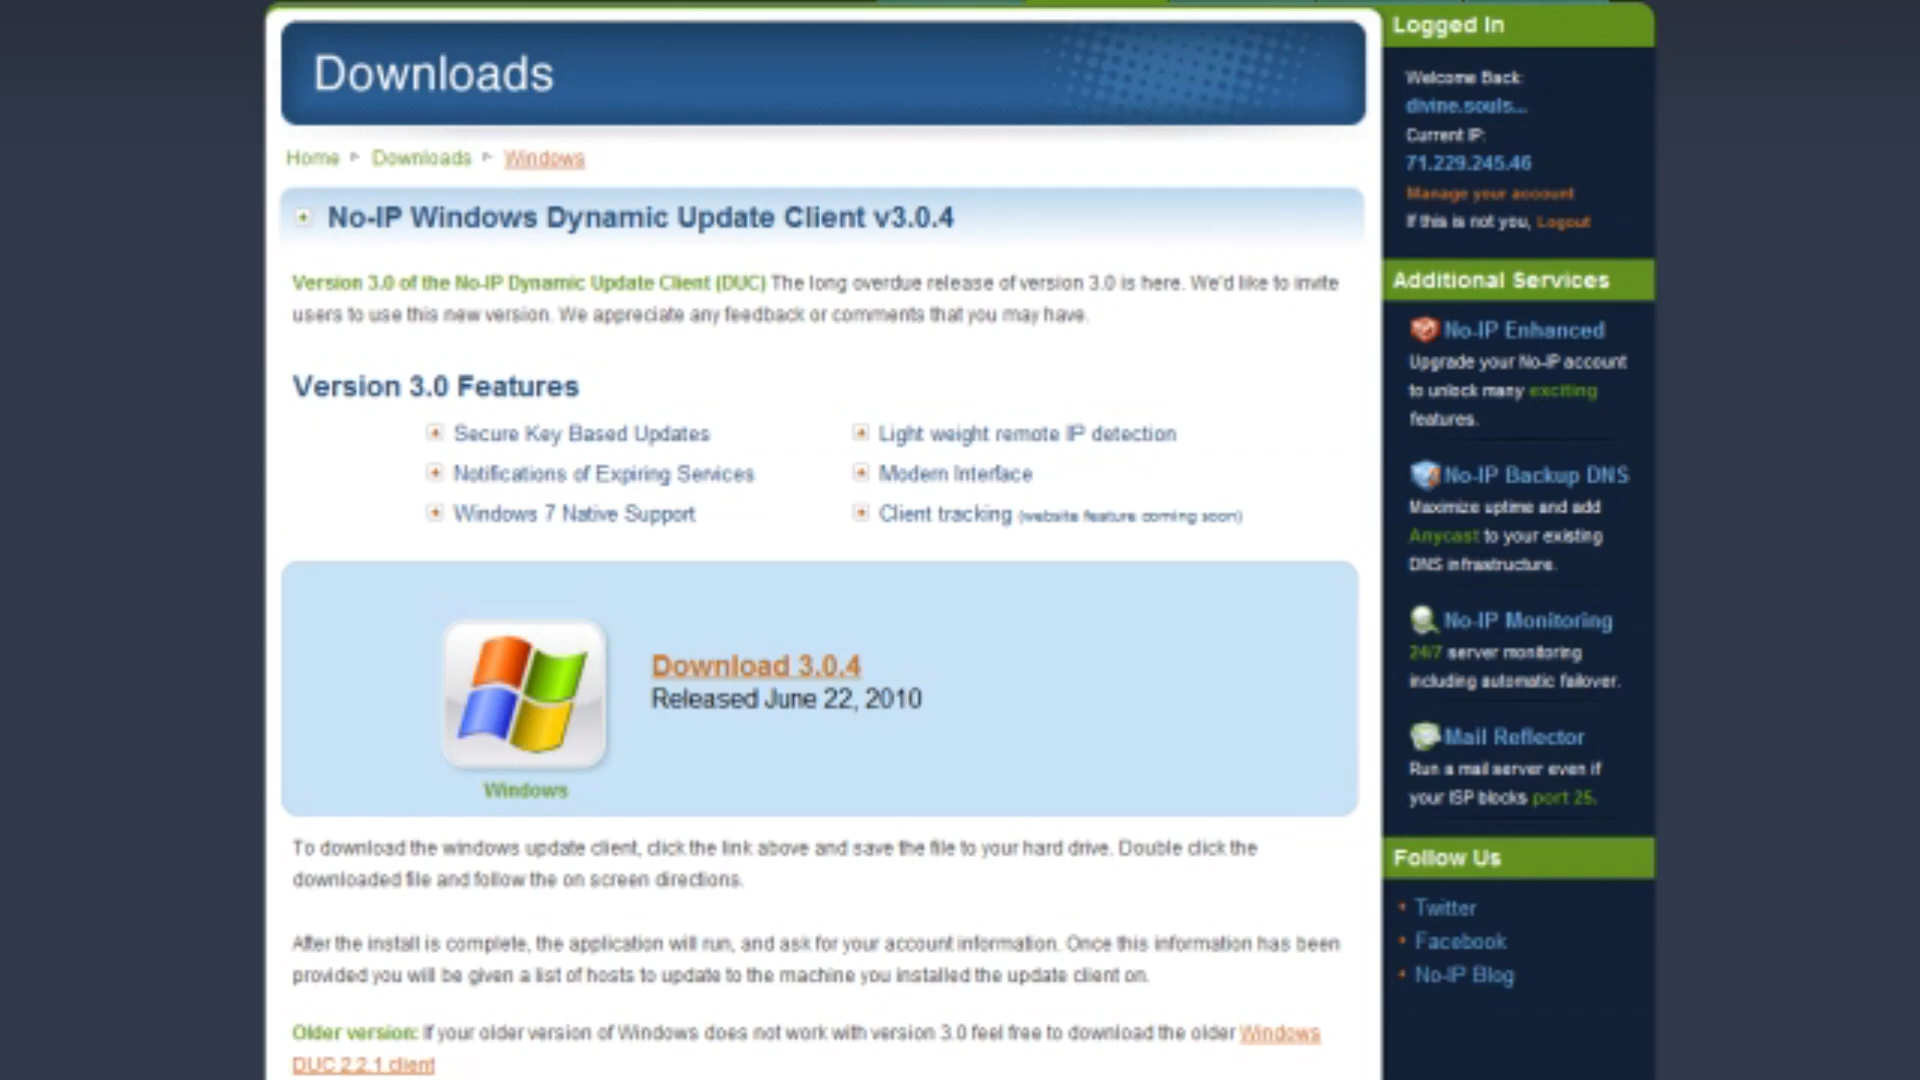 Downloads
Home Downloads Windows
No-IP Windows Dynamic Update Client v3.0.4
Version 3.0 of the No-IP Dynamic Update Client (DUC) The long overdue release of version 3.0 is here. We'd like to invite
users to use this new version. We appreciate any feedback or comments that you may have.
Version 3.0 Features
Secure Key Based Updates
Light weight remote IP detection
Notifications of Expiring Services
Modern Interface
Windows 7 Native Support
Client tracking (website feature coming soon)
Download 3.0.4
Released June 22, 2010
Windows
To download the windows update client, click the link above and save the file to your hard drive. Double click the
downloaded file and follow the on screen directions.
After the install is complete, the application will run, and ask for your account information. Once this information has been
provided you will be given a list of hosts to update to the machine you installed the update client on.
Older version: If your older version of Windows does not work with version 3.0 feel free to download the older Windows
DUC 2.2.1 client
Logged In
Welcome Back:
divine.souls...
Current IP:
71.229.245.46
Manage your account
If this is not you, Logout
Additional Services
No-IP Enhanced
Upgrade your No-IP account
to unlock many exciting
features.
No-IP Backup DNS
Maximize uptime and add
Anycast to your existing
DNS infrastructure.
No-IP Monitoring
24/7 server monitoring
including automatic failover.
Mail Reflector
Run a mail server even if
your ISP blocks port 25.
Follow Us
Twitter
Facebook
No-IP Blog